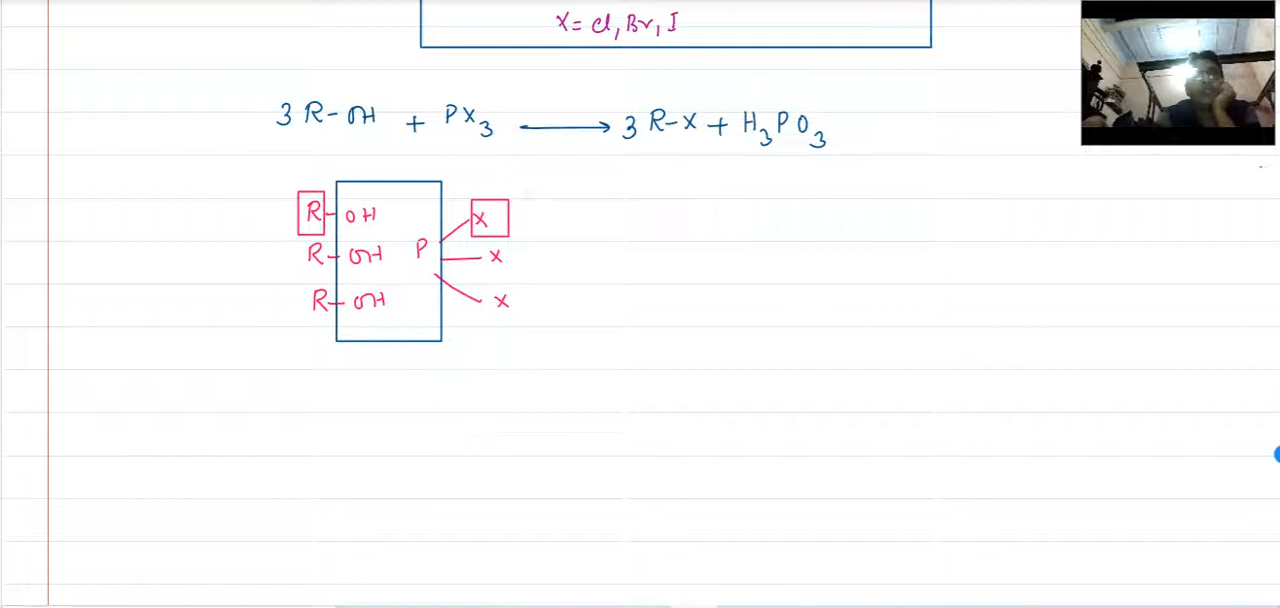 X = Cl, Br, I
3 R-OH + PX3 ⟶ 3 R-X + H3PO3
R-OH X
R-OH P X
R-OH X